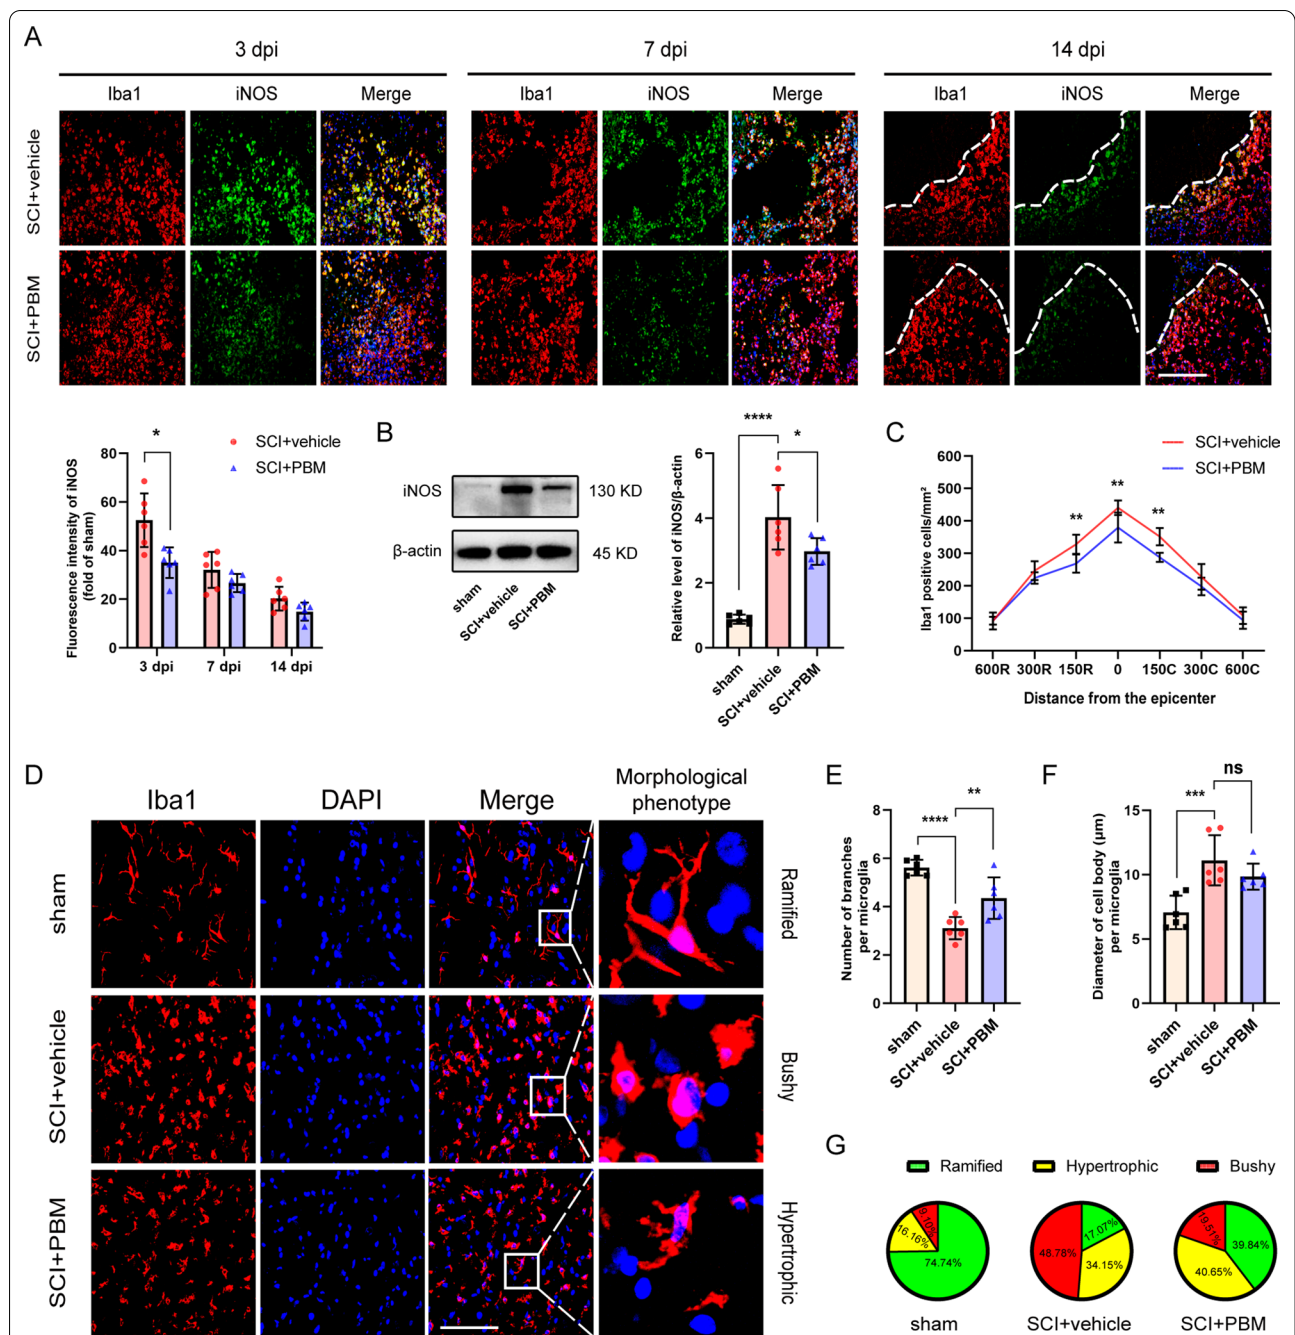 A
3 dpi
7 dpi
14 dpi
Iba1 iNOS Merge
Iba1 iNOS Merge
Iba1 iNOS Merge
SCI+vehicle
SCI+PBM
*
SCI+vehicle
SCI+PBM
Fluorescence intensity of iNOS
(fold of sham)
80
60
40
20
0
3 dpi 7 dpi 14 dpi
B
iNOS
130 KD
β-actin
45 KD
sham
SCI+vehicle
SCI+PBM
****
*
Relative level of iNOS/β-actin
6
4
2
0
sham
SCI+vehicle
SCI+PBM
C
SCI+vehicle
SCI+PBM
Iba1 positive cells/mm²
600
500
400
300
200
100
0
** ** **
600R 300R 150R 0 150C 300C 600C
Distance from the epicenter
D
Iba1
DAPI
Merge
Morphological
phenotype
sham
SCI+vehicle
SCI+PBM
Ramified
Bushy
Hypertrophic
E
Number of branches
per microglia
8
6
4
2
0
****
**
sham
SCI+vehicle
SCI+PBM
F
Diameter of cell body (μm)
per microglia
15
10
5
0
***
ns
sham
SCI+vehicle
SCI+PBM
G
Ramified
Hypertrophic
Bushy
9.10%
16.16%
74.74%
sham
17.07%
48.78%
34.15%
SCI+vehicle
19.51%
39.84%
40.65%
SCI+PBM